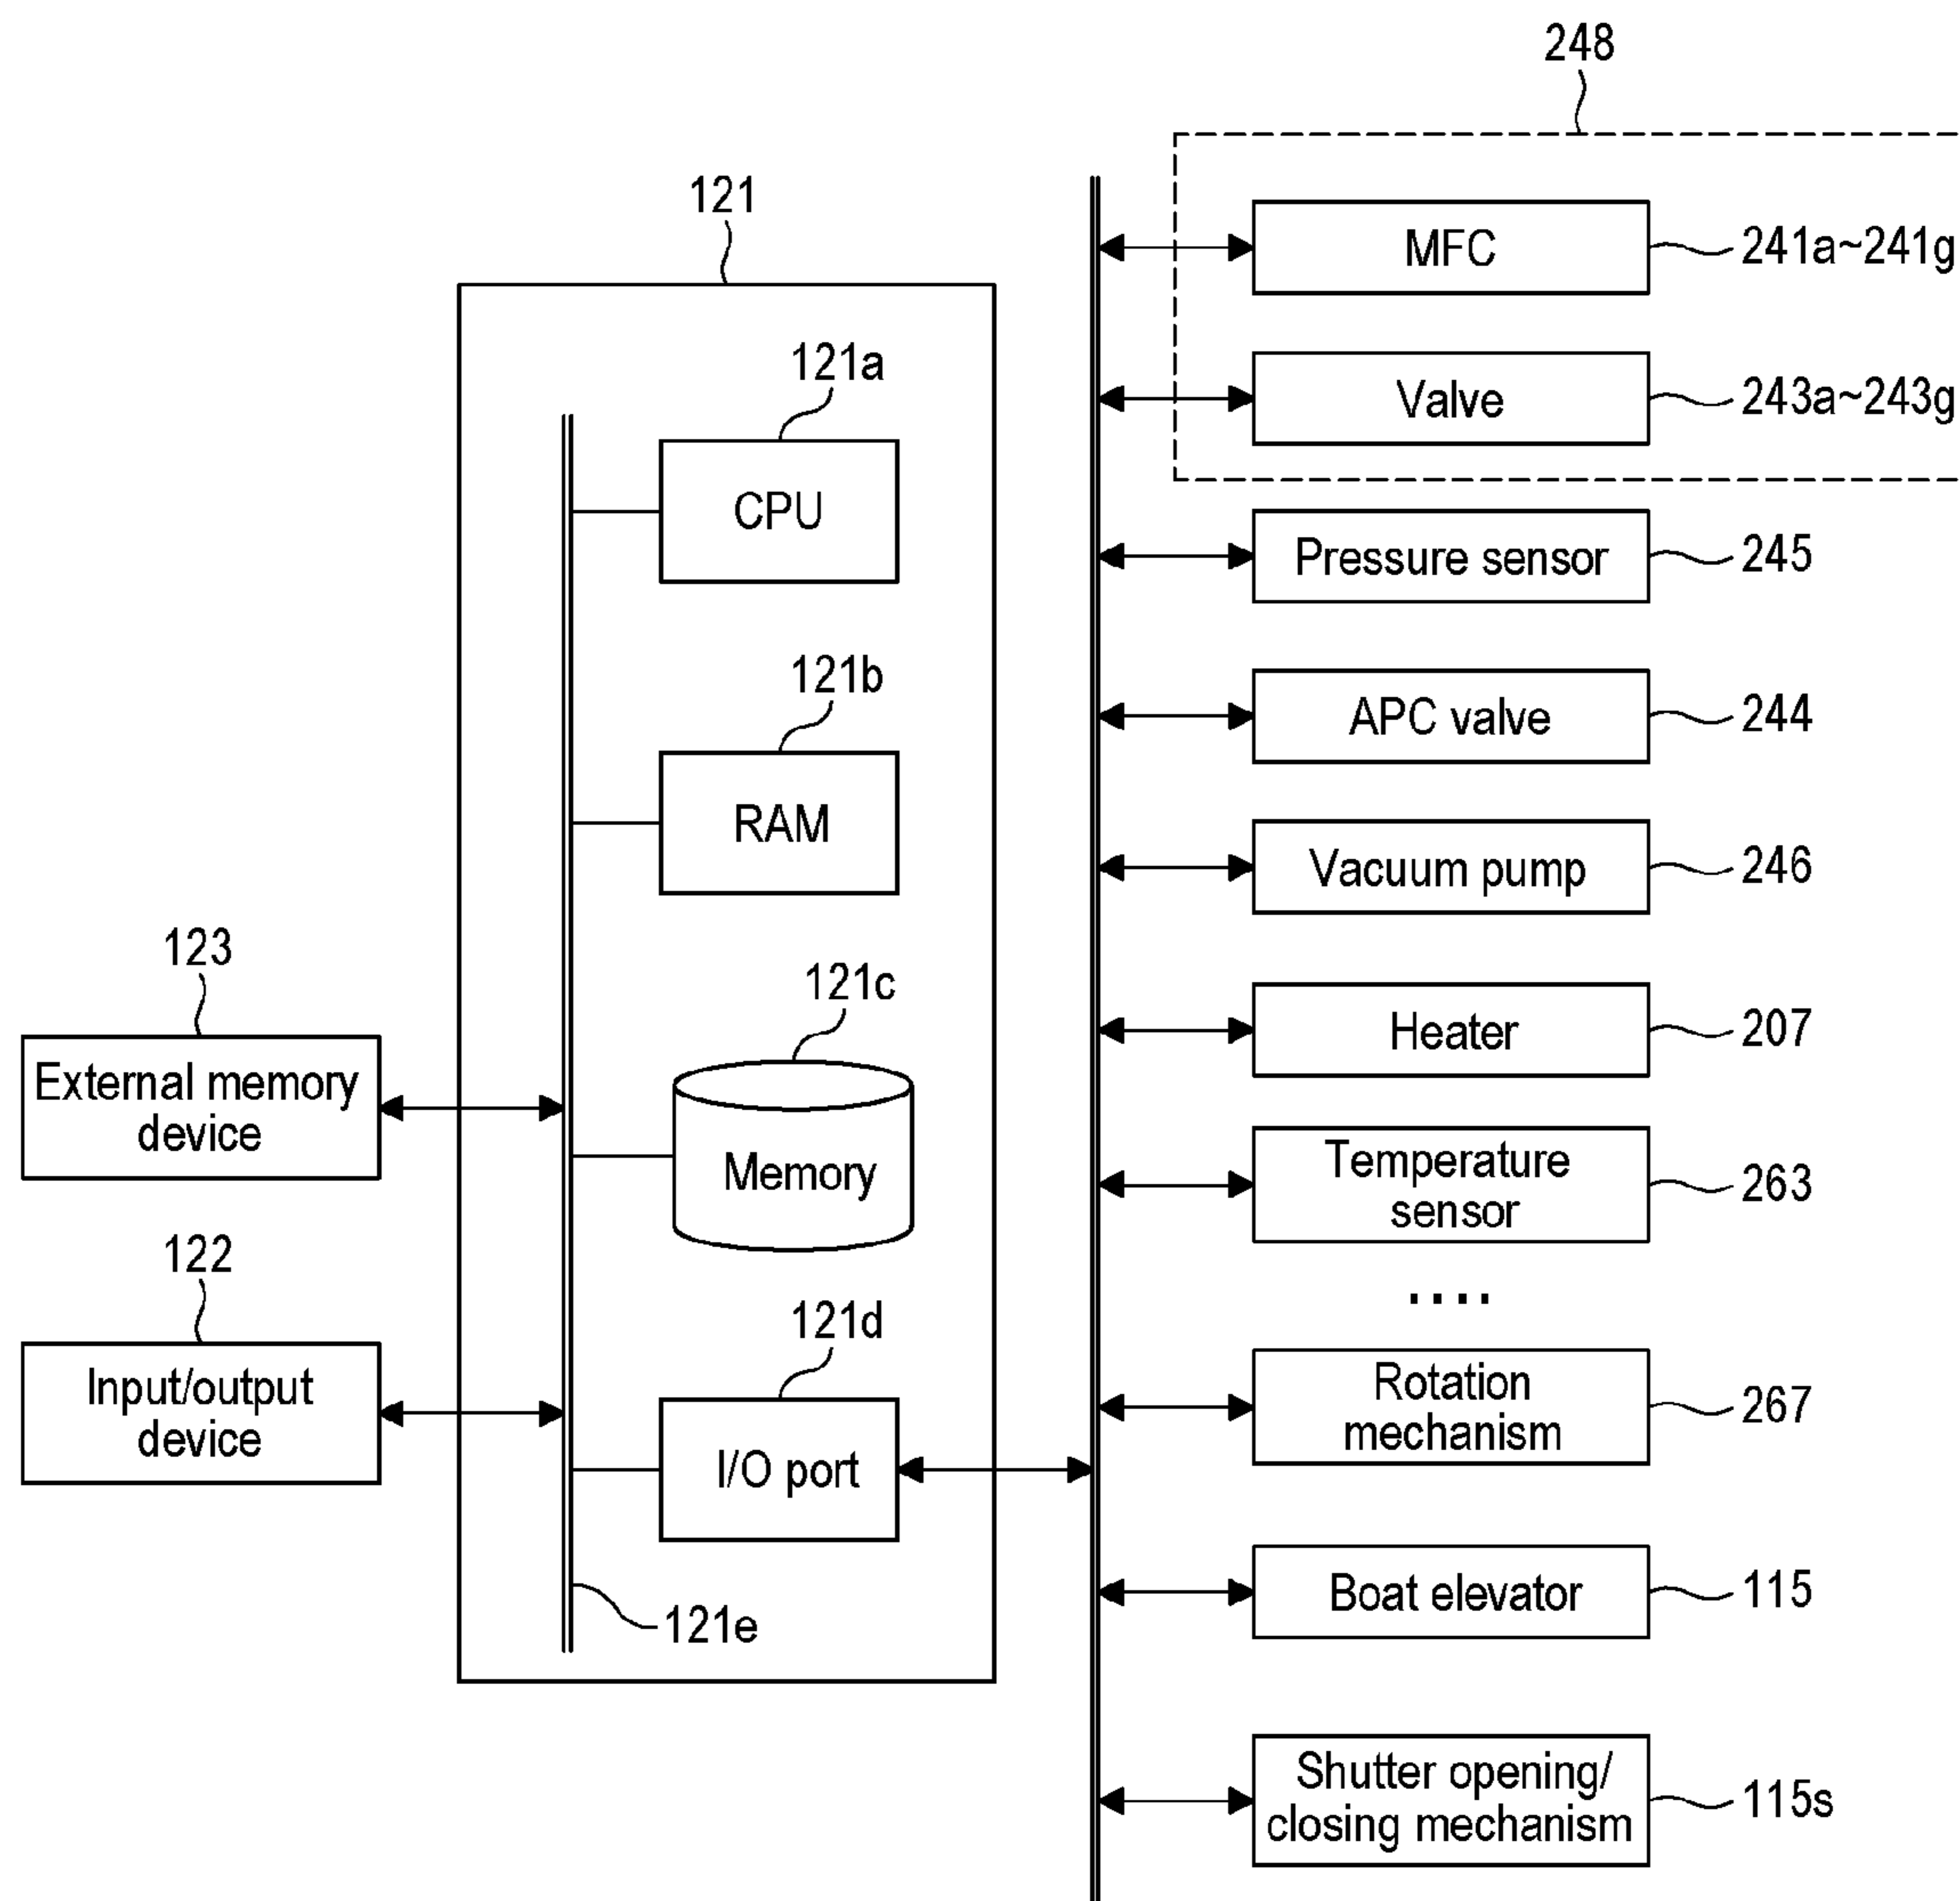 248
121
MFC
241a~241g
121a
Valve
243a~243g
CPU
Pressure sensor
245
121b
APC valve
244
RAM
Vacuum pump
246
123
121c
External memory
device
Heater
207
Memory
Temperature
sensor
263
122
....
121d
Input/output
device
Rotation
mechanism
267
I/O port
121e
Boat elevator
115
Shutter opening/
closing mechanism
115s